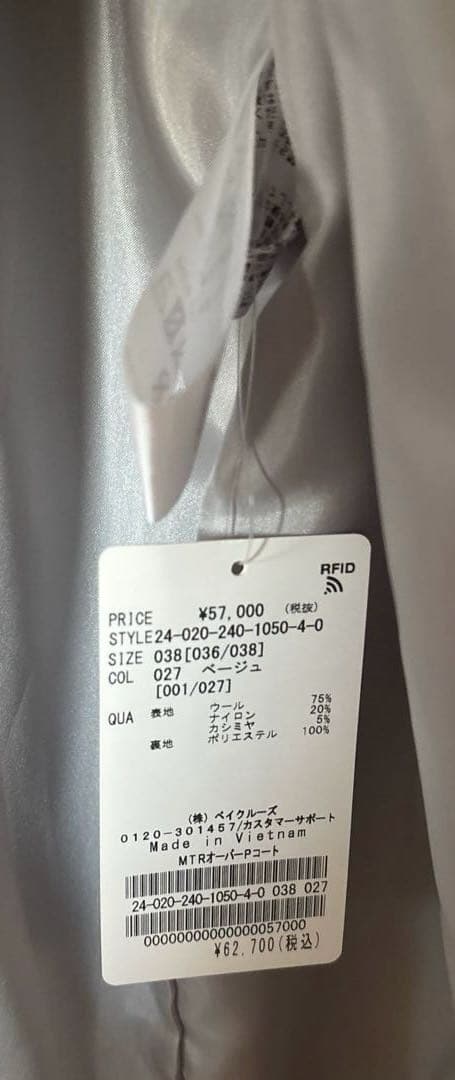 RFID
PRICE ¥57,000 (税抜)
STYLE 24-020-240-1050-4-0
SIZE 038[036/038]
COL 027 ベージュ
[001/027]
QUA 表地 ウール 75%
ナイロン 20%
カシミヤ 5%
裏地 ポリエステル 100%
(株) ベイクルーズ
0120-301457/カスタマーサポート
Made in Vietnam
MTRオーバーPコート
24-020-240-1050-4-0 038 027
00000000000000057000
¥62,700(税込)